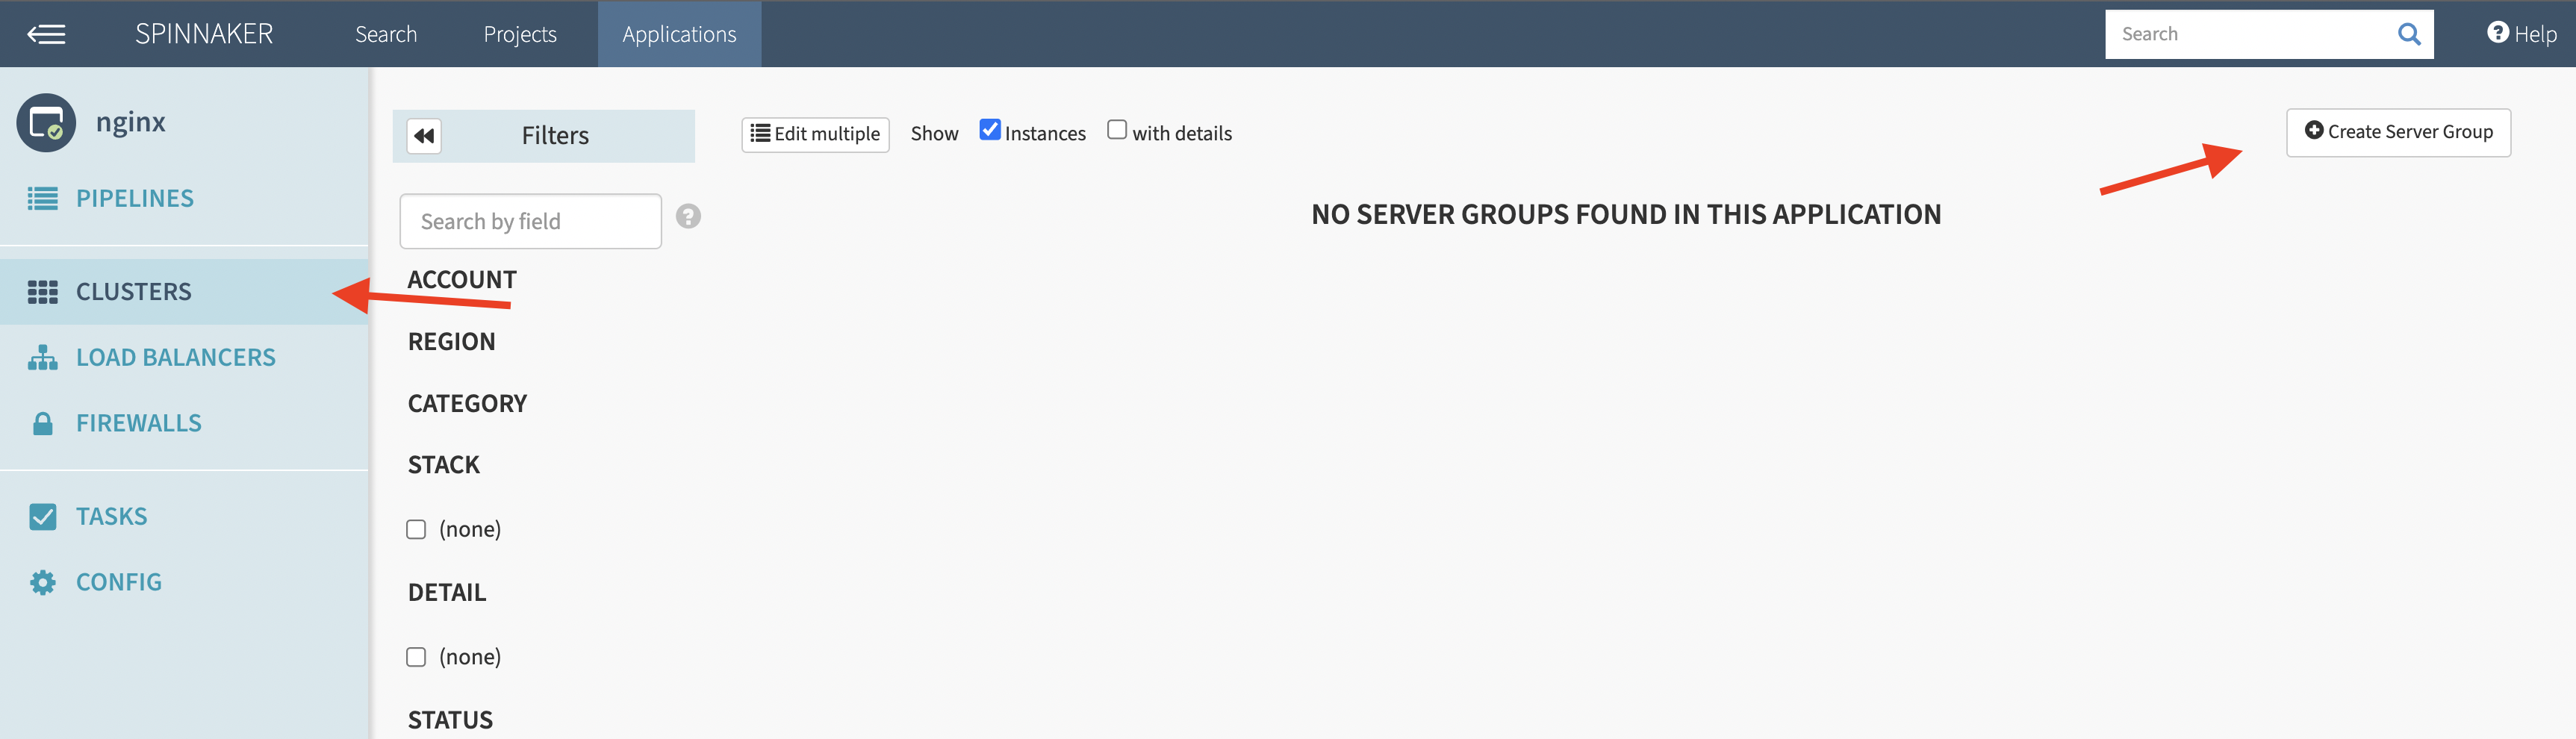 SPINNAKER Search Projects Applications Search Help
nginx
PIPELINES
CLUSTERS
LOAD BALANCERS
FIREWALLS
TASKS
CONFIG
Filters
Search by field
ACCOUNT
REGION
CATEGORY
STACK
(none)
DETAIL
(none)
STATUS
Edit multiple Show Instances with details
Create Server Group
NO SERVER GROUPS FOUND IN THIS APPLICATION